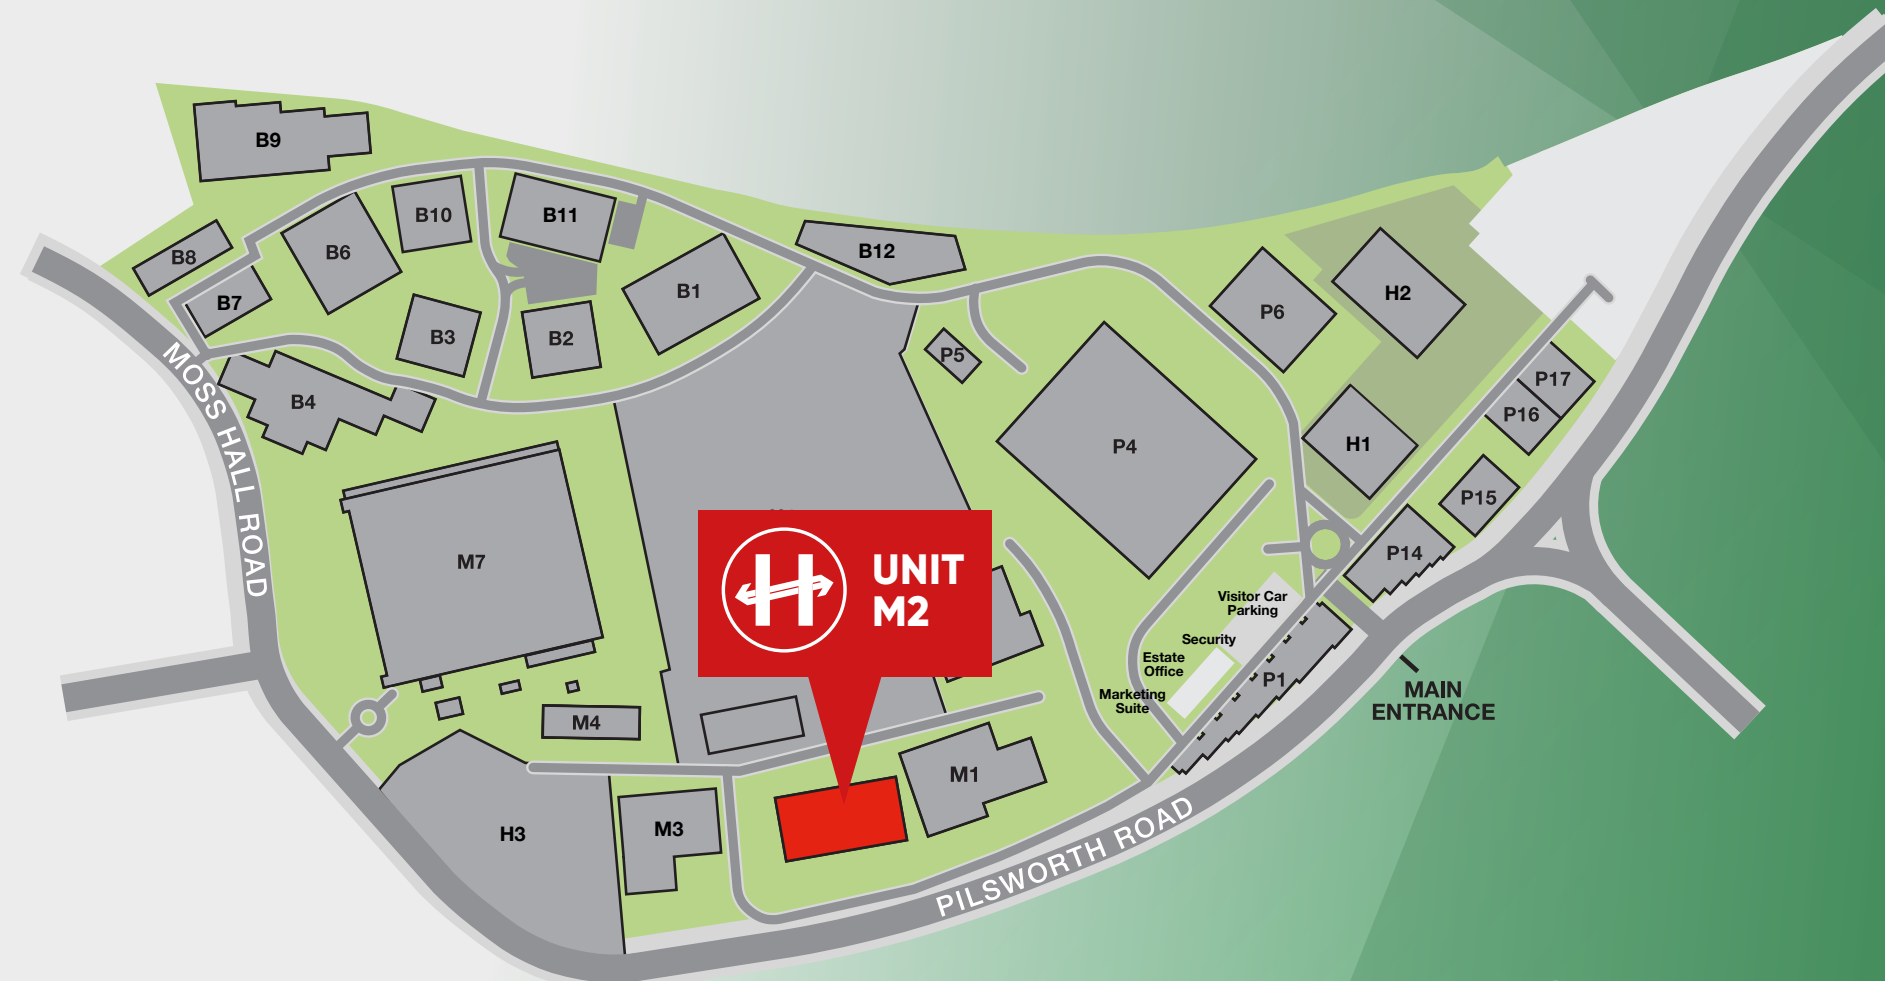 B9
B10
B11
B8
B6
B12
B7
B1
H2
B3
B2
P6
P5
P17
B4
P16
P4
H1
MOSS HALL ROAD
P15
M7
P14
H UNIT
M2
Visitor Car
Parking
Security
Estate
Office
P1
Marketing
Suite
MAIN
ENTRANCE
M4
M1
H3
M3
PILSWORTH ROAD